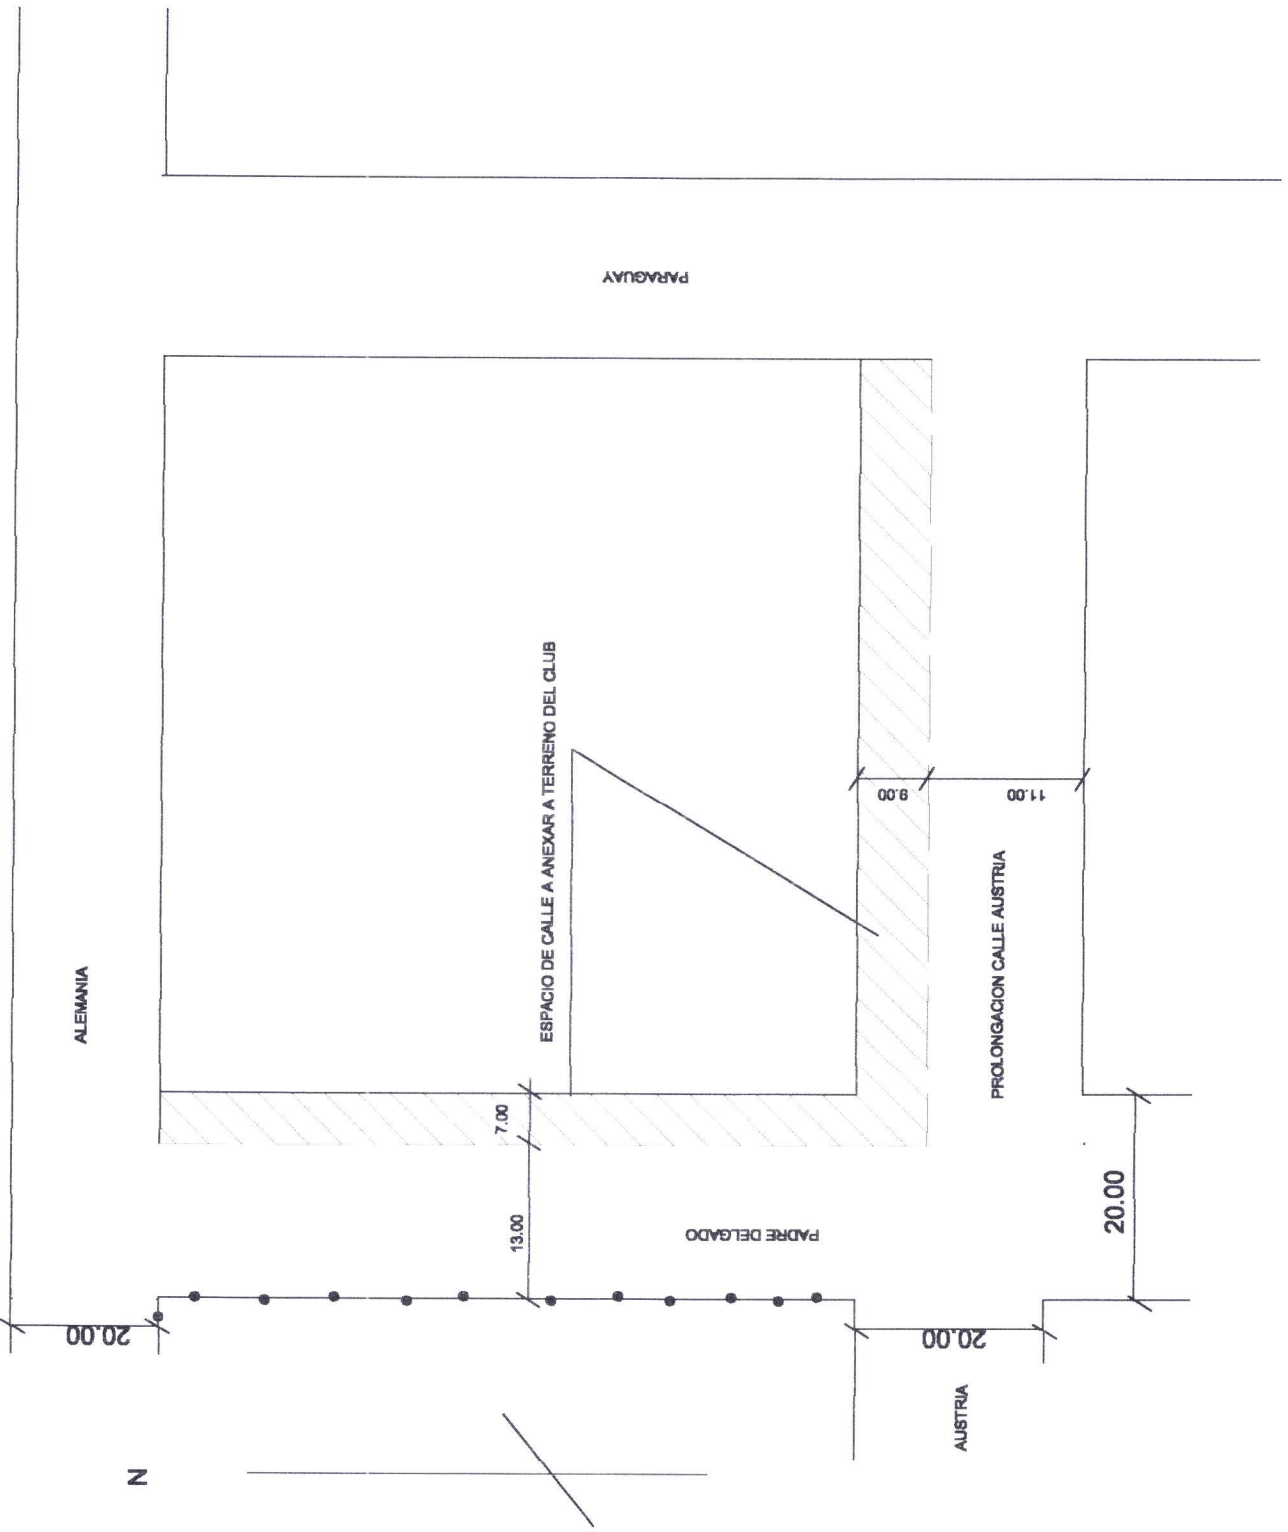 PARAGUAY
ALEMANIA
ESPACIO DE CALLE A ANEXAR A TERRENO DEL CLUB
9.00
11.00
PROLONGACION CALLE AUSTRIA
7.00
13.00
PADRE DELGADO
20.00
20.00
20.00
AUSTRIA
N